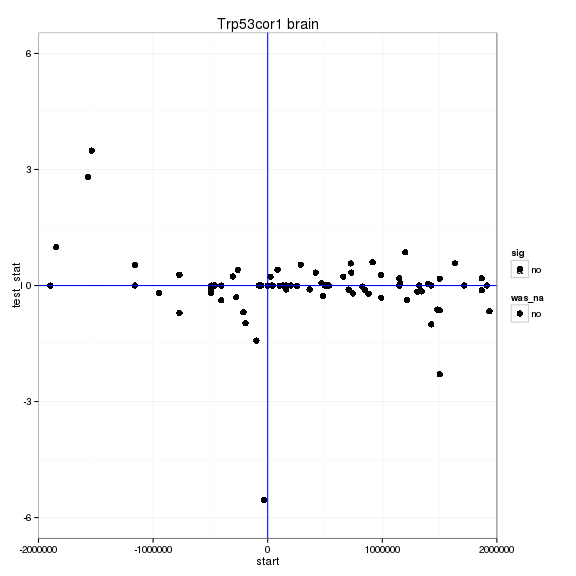 Trp53cor1 brain
6
3
0
-3
-6
test_stat
-2000000 -1000000 0 1000000 2000000
start
sig
no
was_na
no